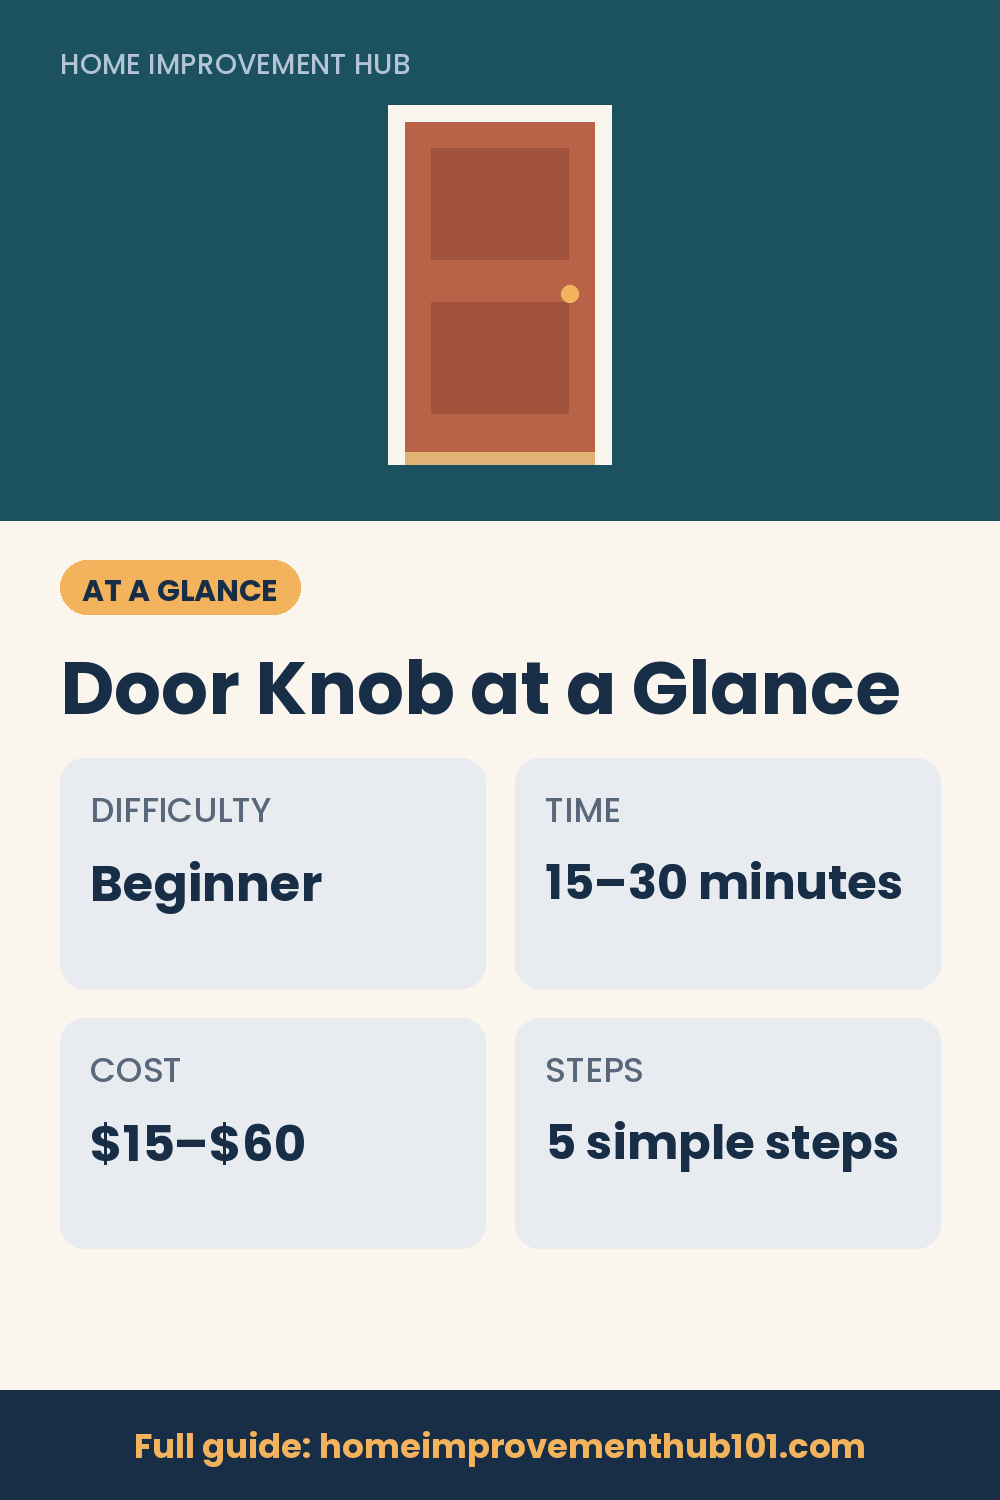 HOME IMPROVEMENT HUB
AT A GLANCE
Door Knob at a Glance
DIFFICULTY
Beginner
TIME
15–30 minutes
COST
$15–$60
STEPS
5 simple steps
Full guide: homeimprovementhub101.com